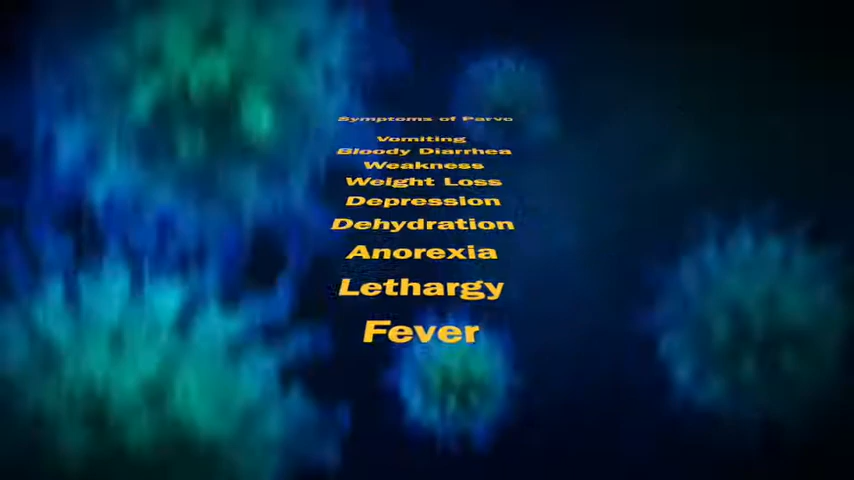 Symptoms of Parvo
Vomiting
Bloody Diarrhea
Weakness
Weight Loss
Depression
Dehydration
Anorexia
Lethargy
Fever